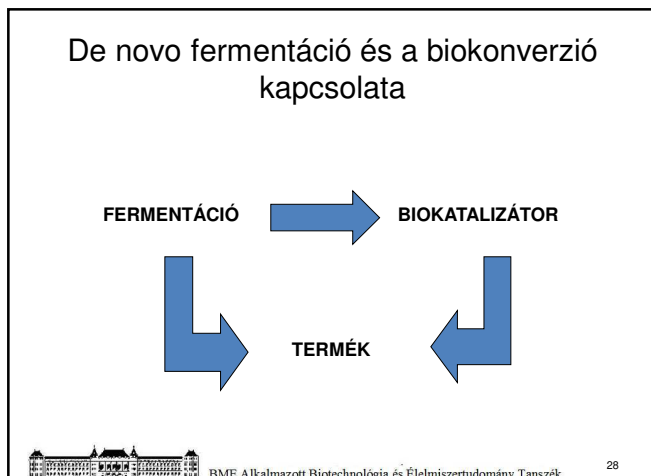 De novo fermentáció és a biokonverzió
kapcsolata
FERMENTÁCIÓ
BIOKATALIZÁTOR
TERMÉK
BME Alkalmazott Biotechnológia és Élelmiszertudomány Tanszék
28